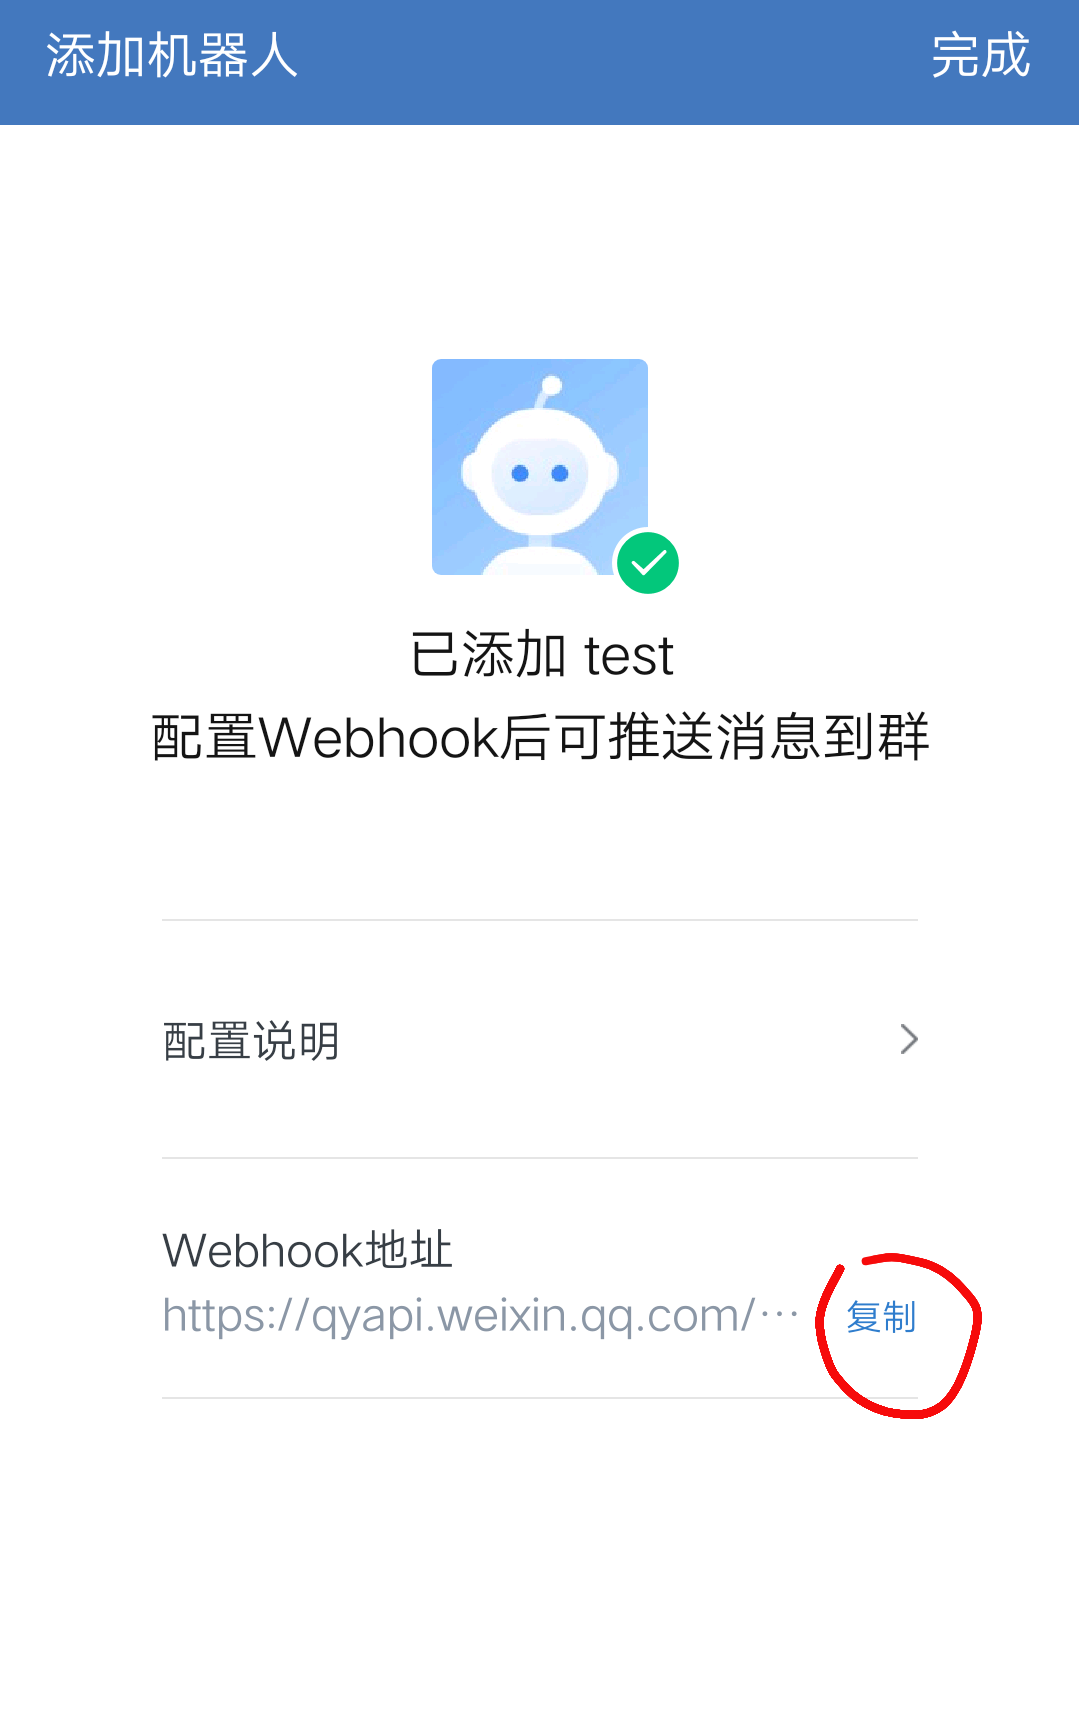 添加机器人 完成
已添加 test
配置Webhook后可推送消息到群
配置说明
Webhook地址
https://qyapi.weixin.qq.com/··· 复制